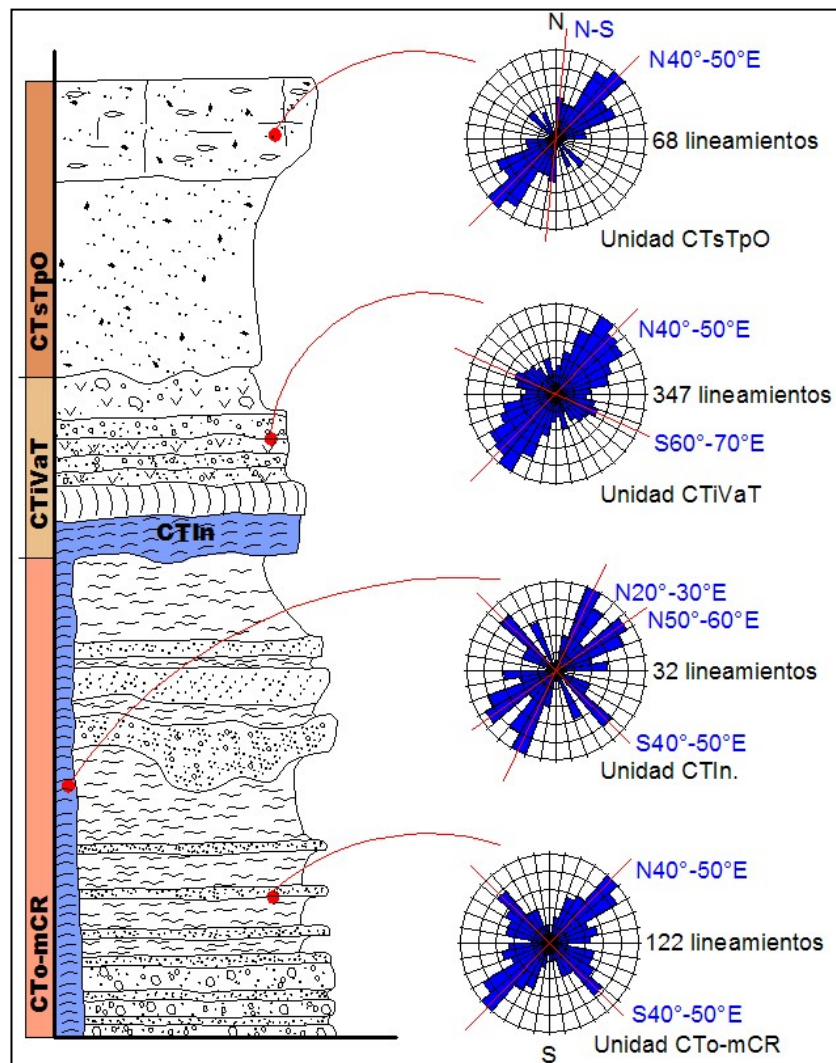 N
N-S
N40°-50°E
68 lineamientos
Unidad CTsTpO
CTsTpO
N40°-50°E
347 lineamientos
S60°-70°E
Unidad CTiVaT
CTiVaT
CTIn
N20°-30°E
N50°-60°E
32 lineamientos
S40°-50°E
Unidad CTIn.
CTo-mCR
N40°-50°E
122 lineamientos
S40°-50°E
Unidad CTo-mCR
S